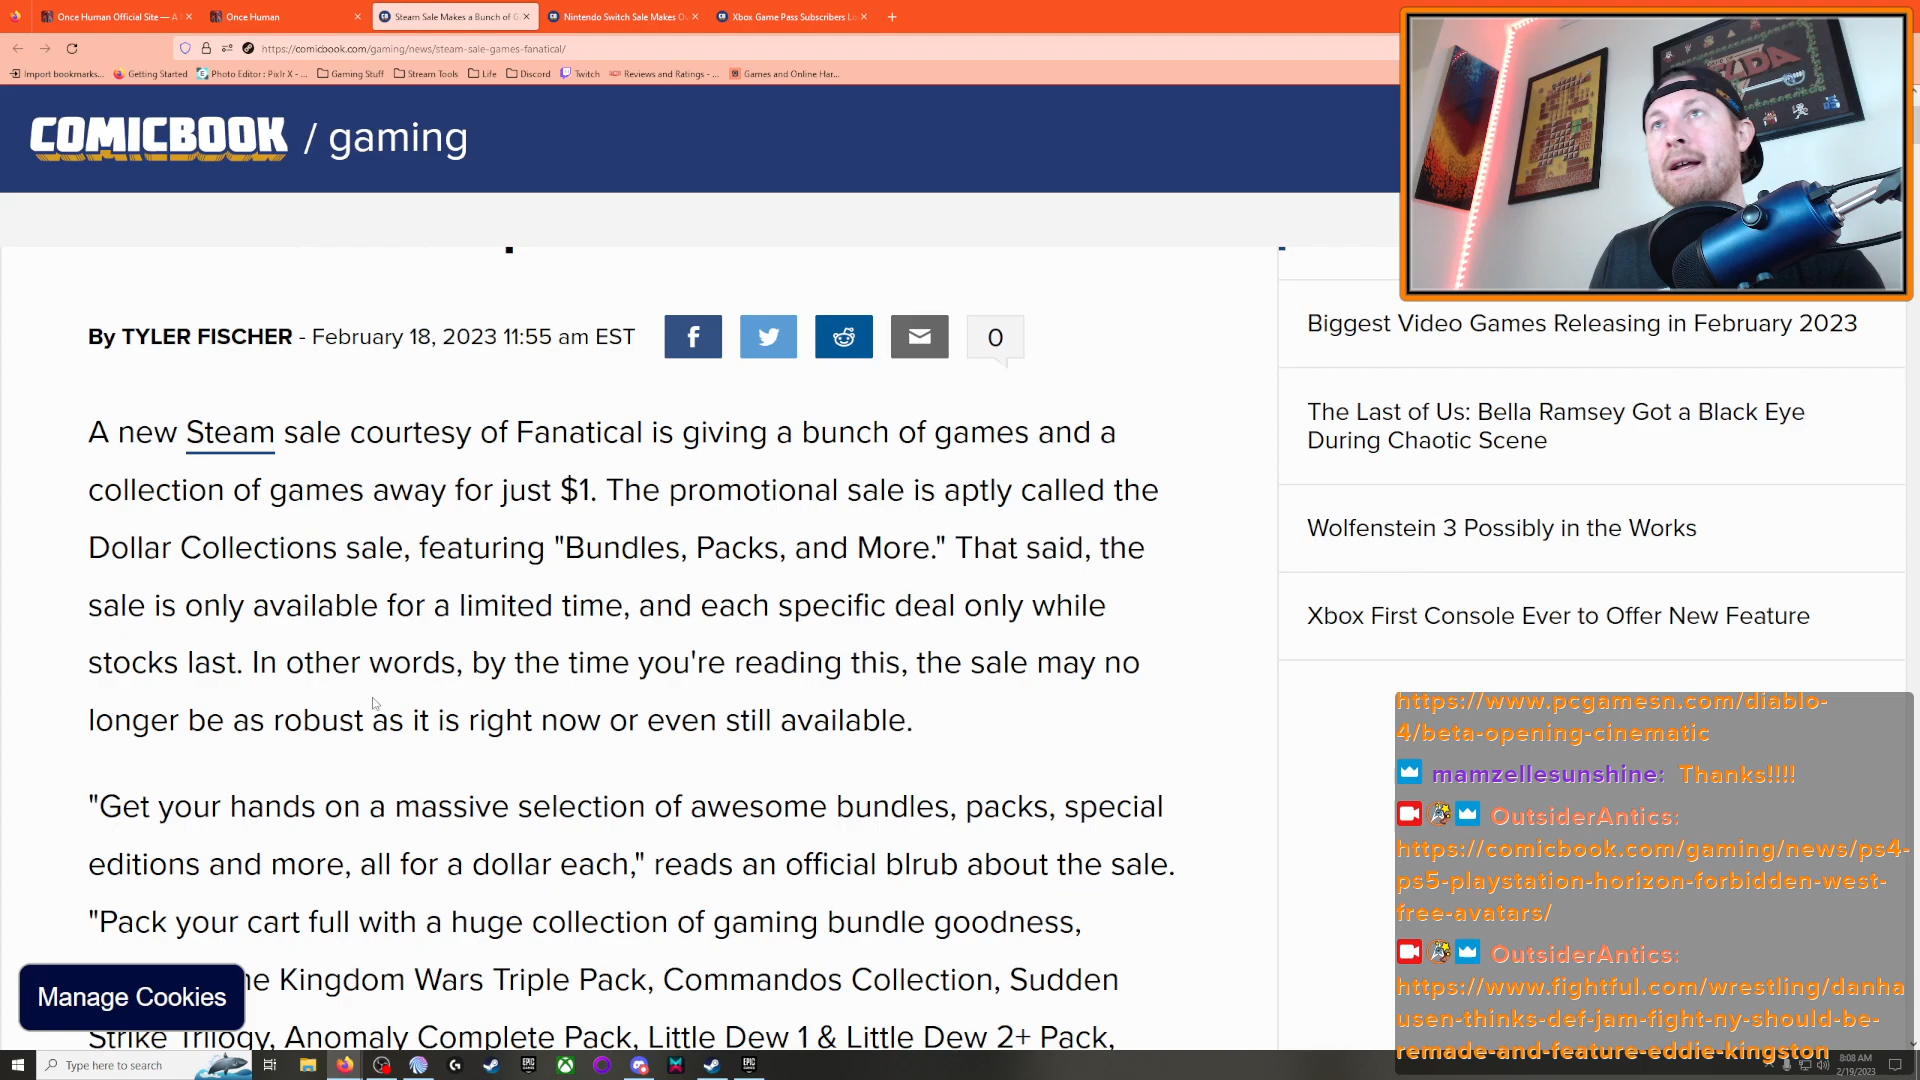 Once Human Official Site — A
Once Human
Steam Sale Makes a Bunch of G
Nintendo Switch Sale Makes O
Xbox Game Pass Subscribers L
https://comicbook.com/gaming/news/steam-sale-games-fanatical/
Import bookmarks...
Getting Started
Photo Editor : Pixlr X - ...
Gaming Stuff
Stream Tools
Life
Discord
Twitch
Reviews and Ratings - ...
Games and Online Har...
COMICBOOK / gaming
By TYLER FISCHER - February 18, 2023 11:55 am EST
0
A new Steam sale courtesy of Fanatical is giving a bunch of games and a
collection of games away for just $1. The promotional sale is aptly called the
Dollar Collections sale, featuring "Bundles, Packs, and More." That said, the
sale is only available for a limited time, and each specific deal only while
stocks last. In other words, by the time you're reading this, the sale may no
longer be as robust as it is right now or even still available.
"Get your hands on a massive selection of awesome bundles, packs, special
editions and more, all for a dollar each," reads an official blrub about the sale.
"Pack your cart full with a huge collection of gaming bundle goodness,
Kingdom Wars Triple Pack, Commandos Collection, Sudden
Strike Trilogy, Anomaly Complete Pack, Little Dew 1 & Little Dew 2+ Pack,
Manage Cookies
Biggest Video Games Releasing in February 2023
The Last of Us: Bella Ramsey Got a Black Eye
During Chaotic Scene
Wolfenstein 3 Possibly in the Works
Xbox First Console Ever to Offer New Feature
https://www.pcgamesn.com/diablo-
4/beta-opening-cinematic
mamzellesunshine: Thanks!!!!
OutsiderAntics:
https://comicbook.com/gaming/news/ps4-
ps5-playstation-horizon-forbidden-west-
free-avatars/
OutsiderAntics:
https://www.fightful.com/wrestling/danha
usen-thinks-def-jam-fight-ny-should-be-
remade-and-feature-eddie-kingston
Type here to search
8:08 AM
2/19/2023